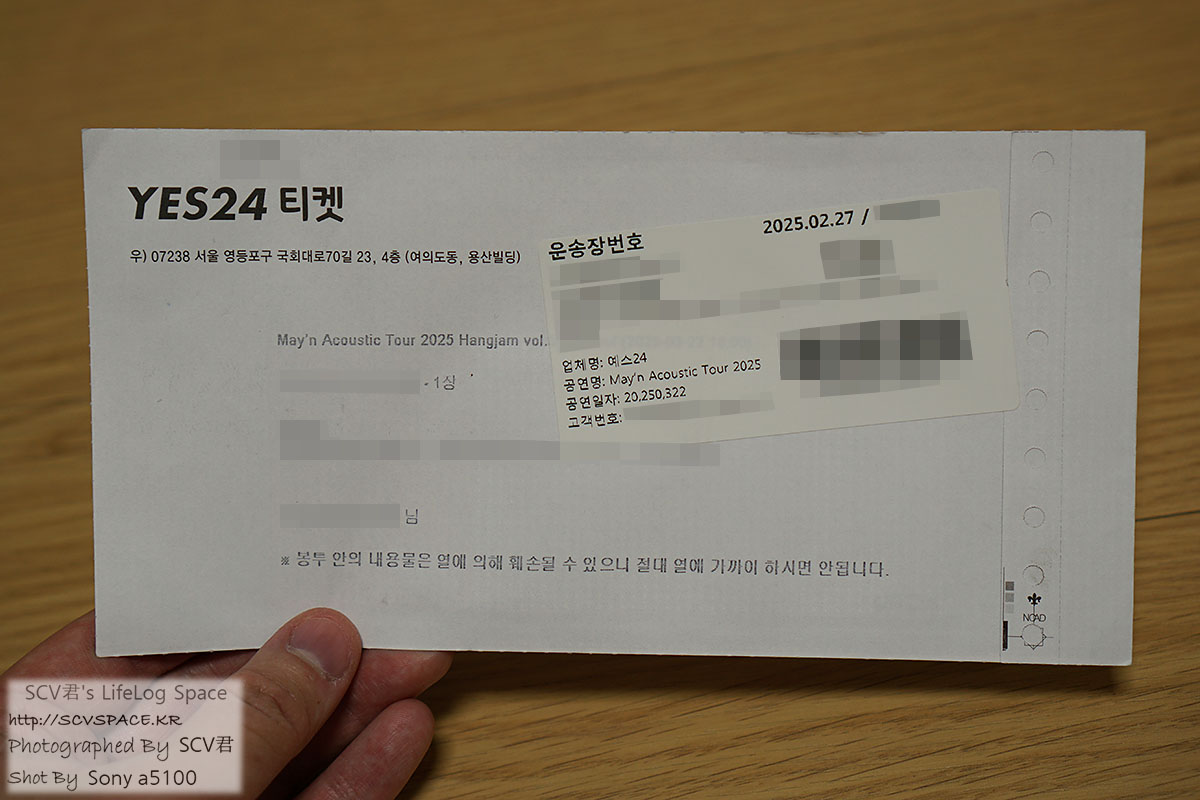 YES24 티켓
우) 07238 서울 영등포구 국회대로70길 23, 4층 (여의도동, 용산빌딩)
운송장번호
2025.02.27 /
May'n Acoustic Tour 2025 Hangjam vol.
- 1장
업체명: 예스24
공연명: May'n Acoustic Tour 2025
공연일자: 20,250,322
고객번호:
님
※ 봉투 안의 내용물은 열에 의해 훼손될 수 있으니 절대 열에 가까이 하시면 안됩니다.
NCAD
SCV君's LifeLog Space
http://SCVSPACE.KR
Photographed By SCV君
Shot By Sony a5100